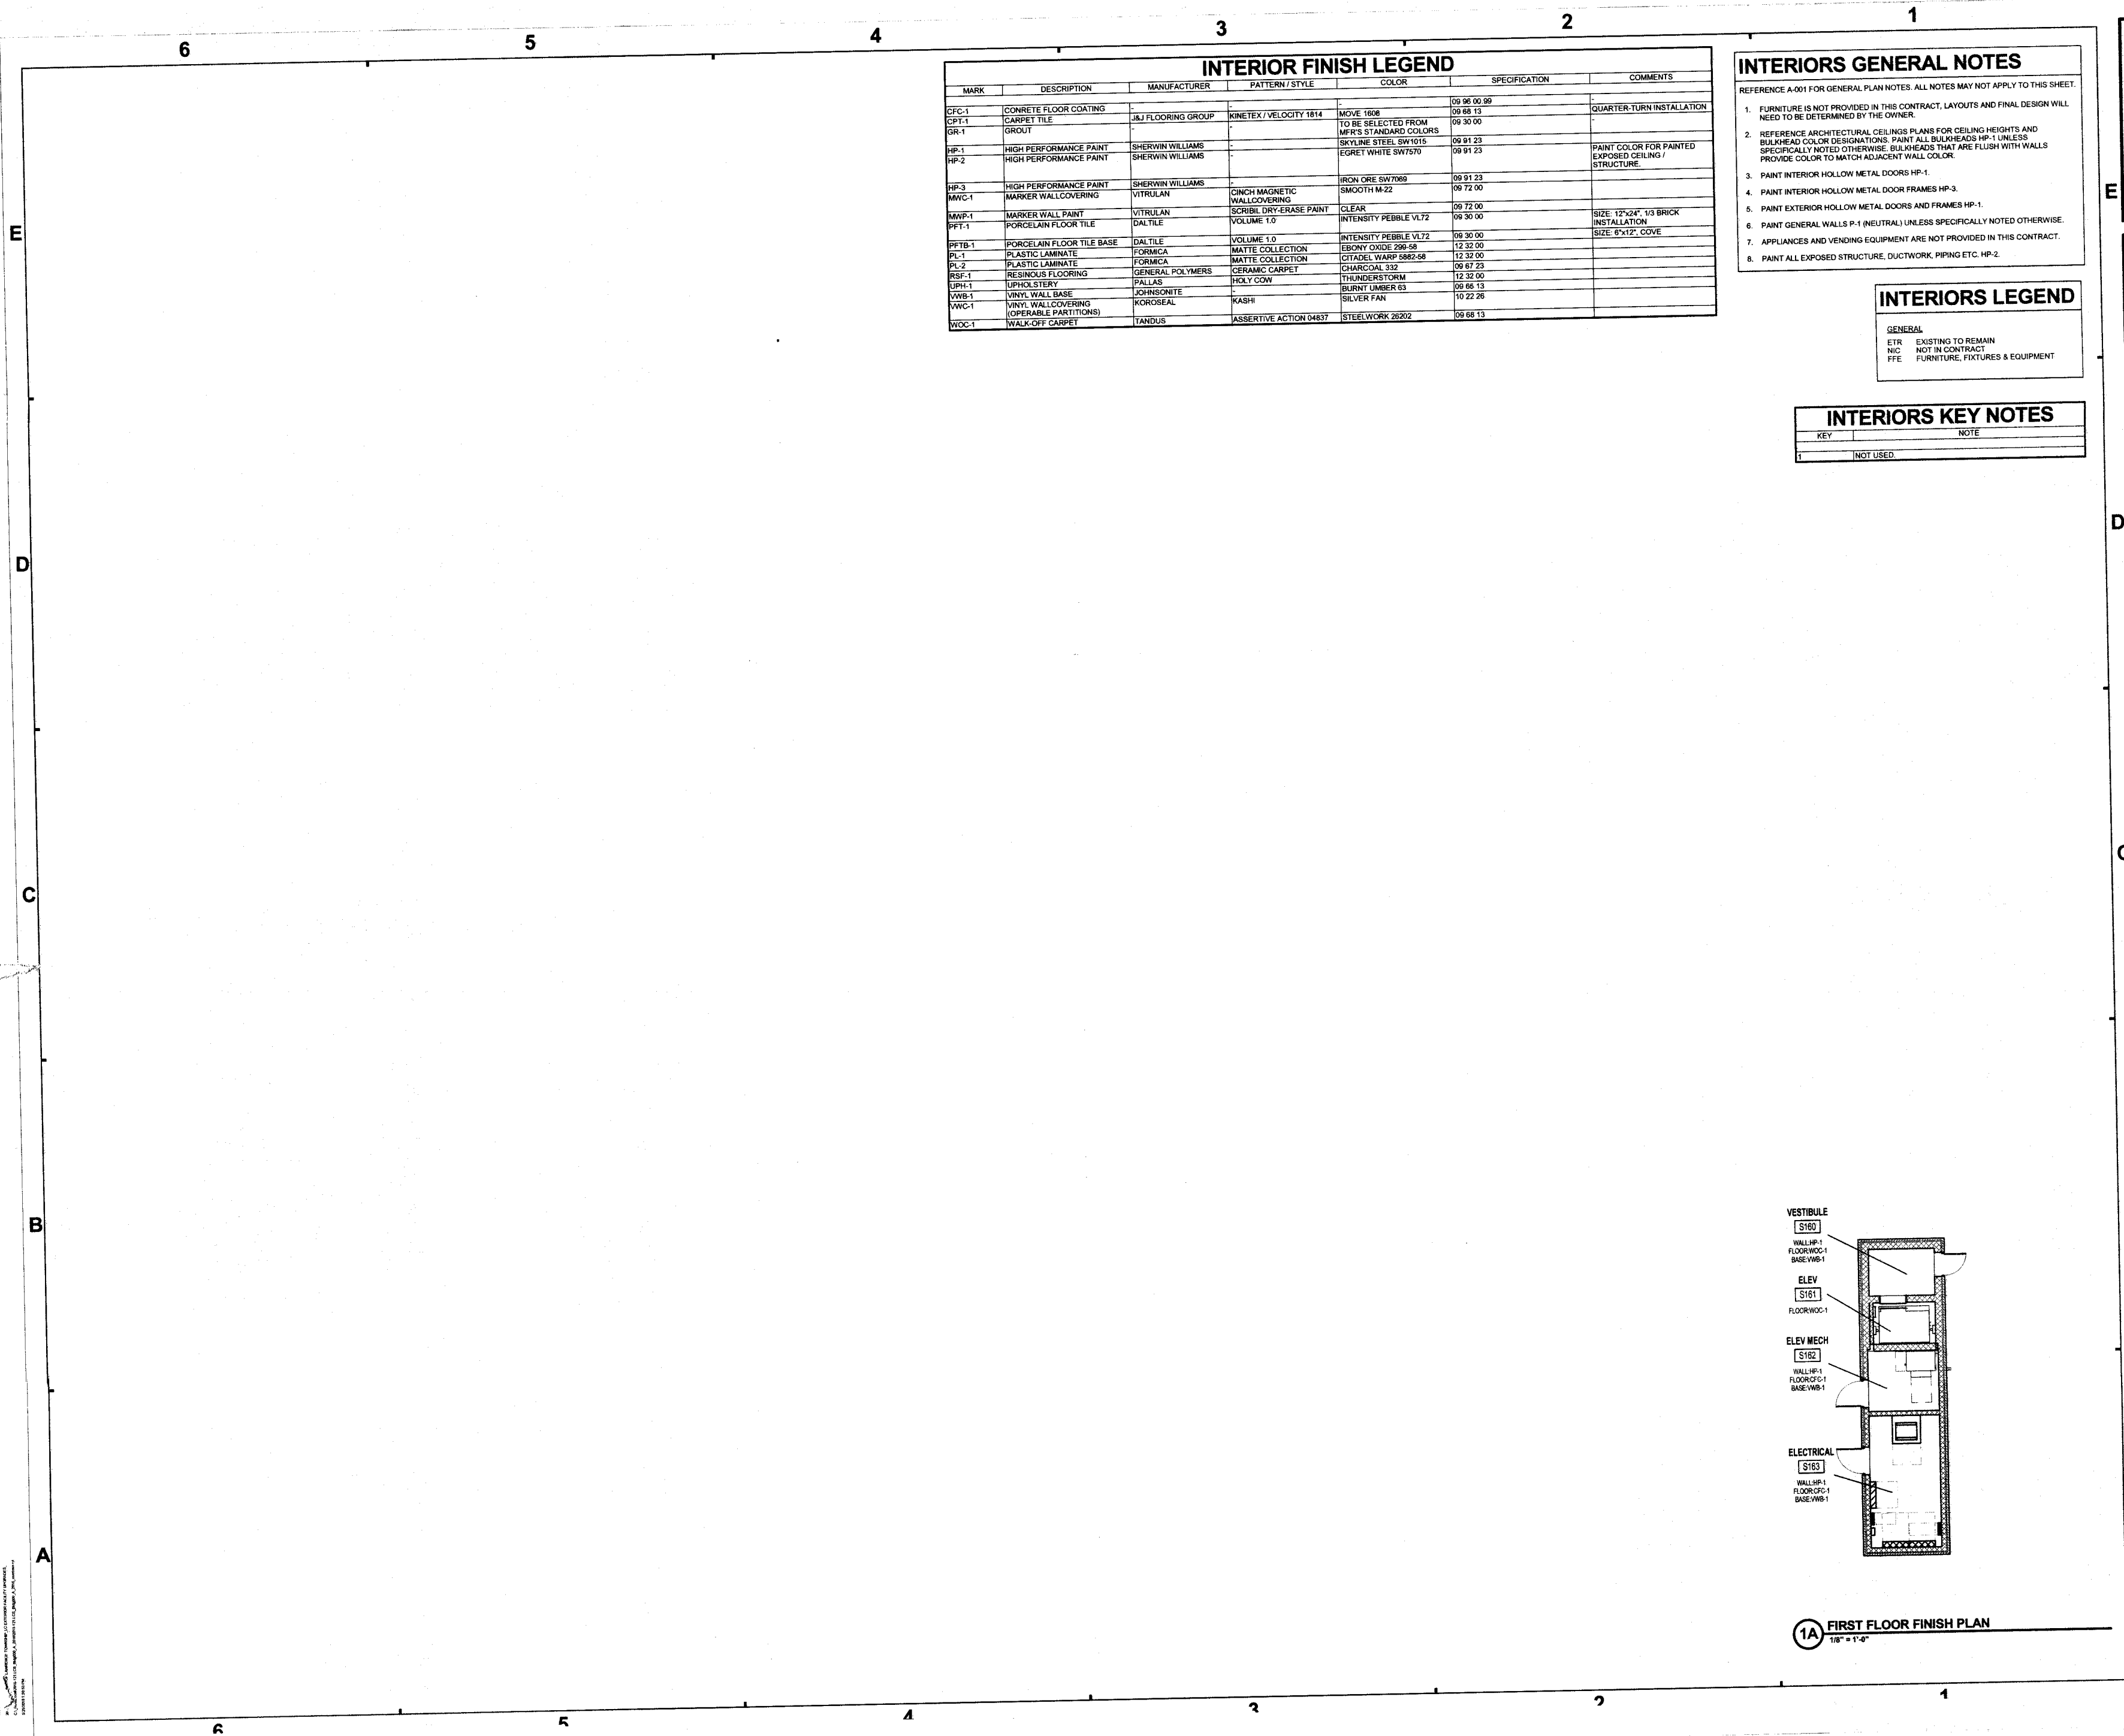 6 5 4 3 2 1
INTERIOR FINISH LEGEND
MARK DESCRIPTION MANUFACTURER PATTERN / STYLE COLOR SPECIFICATION COMMENTS
CFC-1 CONRETE FLOOR COATING - - - 09 96 00.99 -
CPT-1 CARPET TILE J&J FLOORING GROUP KINETEX / VELOCITY 1814 MOVE 1608 09 68 13 QUARTER-TURN INSTALLATION
GR-1 GROUT - - TO BE SELECTED FROM 09 30 00 -
MFR'S STANDARD COLORS
HP-1 HIGH PERFORMANCE PAINT SHERWIN WILLIAMS - SKYLINE STEEL SW1015 09 91 23
HP-2 HIGH PERFORMANCE PAINT SHERWIN WILLIAMS - EGRET WHITE SW7570 09 91 23 PAINT COLOR FOR PAINTED
EXPOSED CEILING /
STRUCTURE.
HP-3 HIGH PERFORMANCE PAINT SHERWIN WILLIAMS - IRON ORE SW7069 09 91 23
MWC-1 MARKER WALLCOVERING VITRULAN CINCH MAGNETIC SMOOTH M-22 09 72 00
WALLCOVERING
MWP-1 MARKER WALL PAINT VITRULAN SCRIBIL DRY-ERASE PAINT CLEAR 09 72 00
PFT-1 PORCELAIN FLOOR TILE DALTILE VOLUME 1.0 INTENSITY PEBBLE VL72 09 30 00 SIZE: 12"x24", 1/3 BRICK
INSTALLATION
PFTB-1 PORCELAIN FLOOR TILE BASE DALTILE VOLUME 1.0 INTENSITY PEBBLE VL72 09 30 00 SIZE: 6"x12", COVE
PL-1 PLASTIC LAMINATE FORMICA MATTE COLLECTION EBONY OXIDE 299-58 12 32 00
PL-2 PLASTIC LAMINATE FORMICA MATTE COLLECTION CITADEL WARP 5882-58 12 32 00
RSF-1 RESINOUS FLOORING GENERAL POLYMERS CERAMIC CARPET CHARCOAL 332 09 67 23
UPH-1 UPHOLSTERY PALLAS HOLY COW THUNDERSTORM 12 32 00
VWB-1 VINYL WALL BASE JOHNSONITE - BURNT UMBER 63 09 65 13
VWC-1 VINYL WALLCOVERING KOROSEAL KASHI SILVER FAN 10 22 26
(OPERABLE PARTITIONS)
WOC-1 WALK-OFF CARPET TANDUS ASSERTIVE ACTION 04837 STEELWORK 26202 09 68 13
INTERIORS GENERAL NOTES
REFERENCE A-001 FOR GENERAL PLAN NOTES. ALL NOTES MAY NOT APPLY TO THIS SHEET.
1. FURNITURE IS NOT PROVIDED IN THIS CONTRACT, LAYOUTS AND FINAL DESIGN WILL
NEED TO BE DETERMINED BY THE OWNER.
2. REFERENCE ARCHITECTURAL CEILINGS PLANS FOR CEILING HEIGHTS AND
BULKHEAD COLOR DESIGNATIONS. PAINT ALL BULKHEADS HP-1 UNLESS
SPECIFICALLY NOTED OTHERWISE. BULKHEADS THAT ARE FLUSH WITH WALLS
PROVIDE COLOR TO MATCH ADJACENT WALL COLOR.
3. PAINT INTERIOR HOLLOW METAL DOORS HP-1.
4. PAINT INTERIOR HOLLOW METAL DOOR FRAMES HP-3.
5. PAINT EXTERIOR HOLLOW METAL DOORS AND FRAMES HP-1.
6. PAINT GENERAL WALLS P-1 (NEUTRAL) UNLESS SPECIFICALLY NOTED OTHERWISE.
7. APPLIANCES AND VENDING EQUIPMENT ARE NOT PROVIDED IN THIS CONTRACT.
8. PAINT ALL EXPOSED STRUCTURE, DUCTWORK, PIPING ETC. HP-2.
INTERIORS LEGEND
GENERAL
ETR EXISTING TO REMAIN
NIC NOT IN CONTRACT
FFE FURNITURE, FIXTURES & EQUIPMENT
INTERIORS KEY NOTES
KEY NOTE
1 NOT USED.
E E
D D
C C
B
A
VESTIBULE
S160
WALL:HP-1
FLOOR:WOC-1
BASE:VWB-1
ELEV
S161
FLOOR:WOC-1
ELEV MECH
S162
WALL:HP-1
FLOOR:CFC-1
BASE:VWB-1
ELECTRICAL
S163
WALL:HP-1
FLOOR:CFC-1
BASE:VWB-1
1A FIRST FLOOR FINISH PLAN
1/8" = 1'-0"
6 5 4 3 2 1